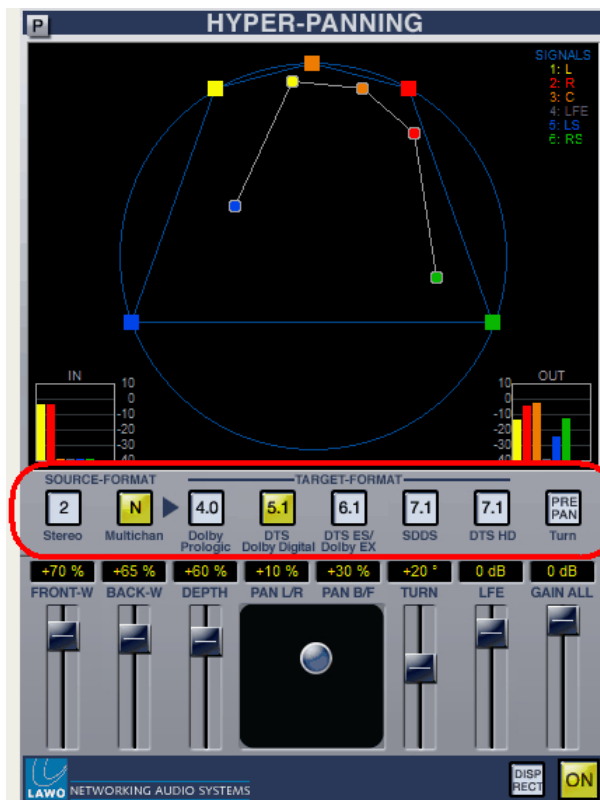 P HYPER-PANNING
SIGNALS
1: L
2: R
3: C
4: LFE
5: LS
6: RS
IN
10
0
-10
-20
-30
-40
OUT
10
0
-10
-20
-30
-40
SOURCE-FORMAT TARGET-FORMAT
2 N 4.0 5.1 6.1 7.1 7.1 PRE PAN
Stereo Multichan Dolby Prologic DTS Dolby Digital DTS ES/ Dolby EX SDDS DTS HD Turn
+70 % +65 % +60 % +10 % +30 % +20 ° 0 dB 0 dB
FRONT-W BACK-W DEPTH PAN L/R PAN B/F TURN LFE GAIN ALL
LAWO NETWORKING AUDIO SYSTEMS
DISP RECT ON